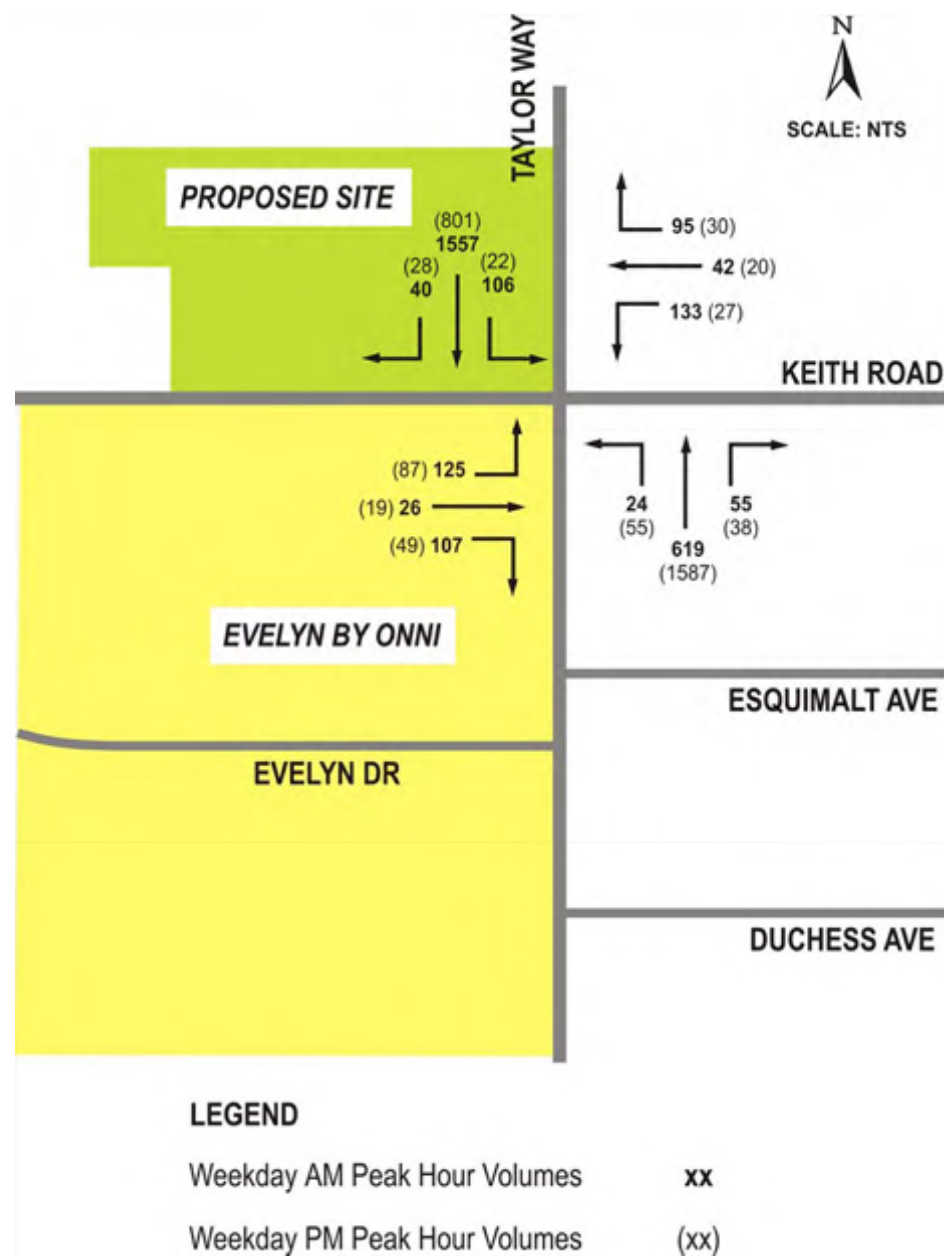 N
SCALE: NTS
TAYLOR WAY
PROPOSED SITE
(801)
1557
(28)
40
(22)
106
95 (30)
42 (20)
133 (27)
KEITH ROAD
(87) 125
(19) 26
(49) 107
24
(55)
619
(1587)
55
(38)
EVELYN BY ONNI
ESQUIMALT AVE
EVELYN DR
DUCHESS AVE
LEGEND
Weekday AM Peak Hour Volumes xx
Weekday PM Peak Hour Volumes (xx)